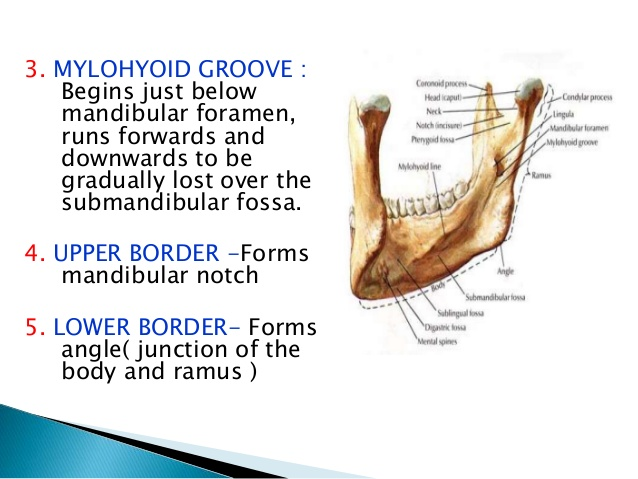 3. MYLOHYOID GROOVE :
Begins just below
mandibular foramen,
runs forwards and
downwards to be
gradually lost over the
submandibular fossa.
4. UPPER BORDER –Forms
mandibular notch
5. LOWER BORDER– Forms
angle( junction of the
body and ramus )
Coronoid process
Head (caput)
Neck
Notch (incisure)
Pterygoid fossa
Mylohyoid line
Condylar process
Lingula
Mandibular foramen
Mylohyoid groove
Ramus
Angle
Body
Submandibular fossa
Sublingual fossa
Digastric fossa
Mental spines